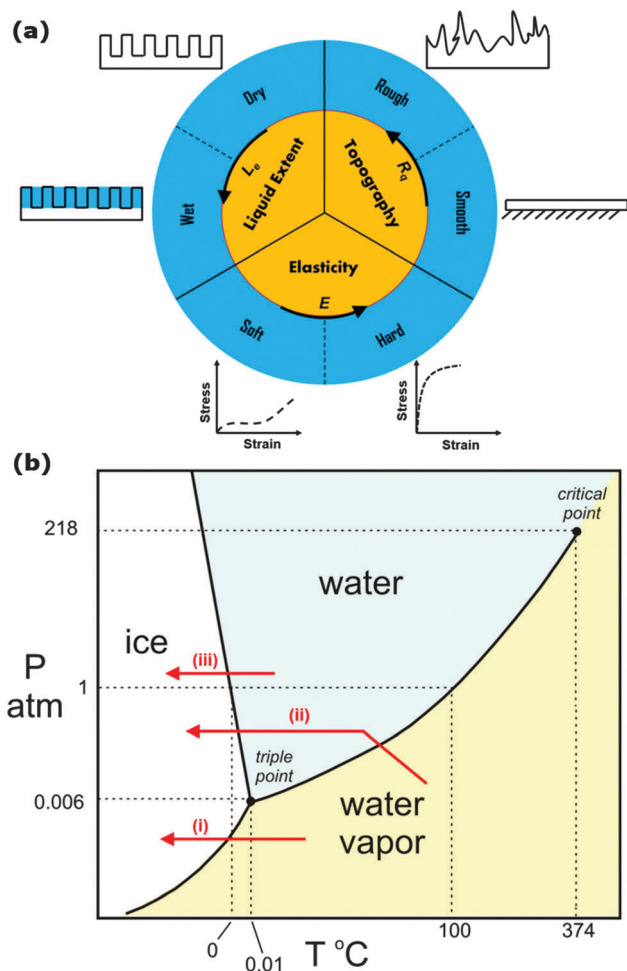 (a)
Dry
Rough
Wet
Smooth
Soft
Hard
Liquid Extent
Lₑ
Topography
R_q
Elasticity
E
Stress
Strain
Stress
Strain
(b)
218
critical
point
water
ice
(iii)
P
atm
1
(ii)
triple
point
0.006
water
vapor
(i)
0
0.01
T °C
100
374